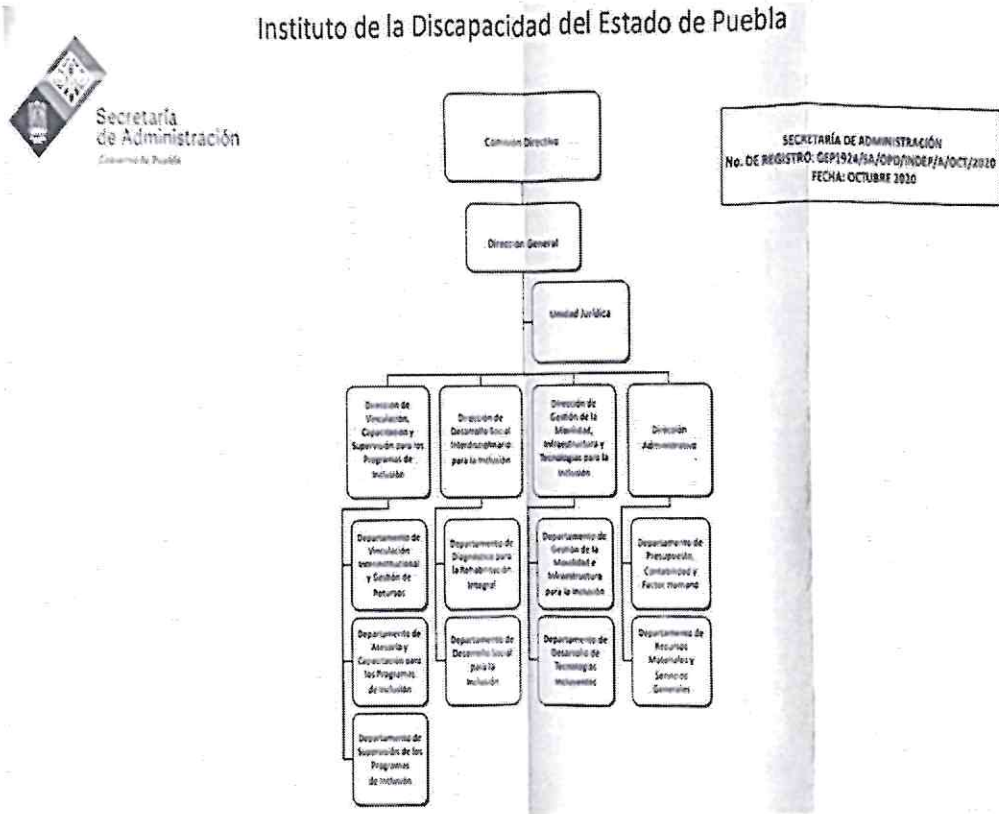 Instituto de la Discapacidad del Estado de Puebla
Secretaría
de Administración
Gobierno de Puebla
SECRETARÍA DE ADMINISTRACIÓN
No. DE REGISTRO: GEP1924/SA/OPD/INDEP/A/OCT/2020
FECHA: OCTUBRE 2020
Comisión Directiva
Dirección General
Unidad Jurídica
Dirección de
Vinculación,
Capacitación y
Supervisión para los
Programas de
Inclusión
Dirección de
Desarrollo Social
Interdisciplinario
para la Inclusión
Dirección de
Gestión de la
Movilidad,
Infraestructura y
Tecnologías para la
Inclusión
Dirección
Administrativa
Departamento de
Vinculación
Interinstitucional
y Gestión de
Recursos
Departamento de
Diagnóstico para
la Rehabilitación
Integral
Departamento de
Gestión de la
Movilidad e
Infraestructura
para la Inclusión
Departamento de
Presupuesto,
Contabilidad y
Factor Humano
Departamento de
Asesoría y
Capacitación para
los Programas
de Inclusión
Departamento de
Desarrollo Social
para la
Inclusión
Departamento de
Desarrollo de
Tecnologías
Incluyentes
Departamento de
Recursos
Materiales y
Servicios
Generales
Departamento de
Supervisión de los
Programas
de Inclusión